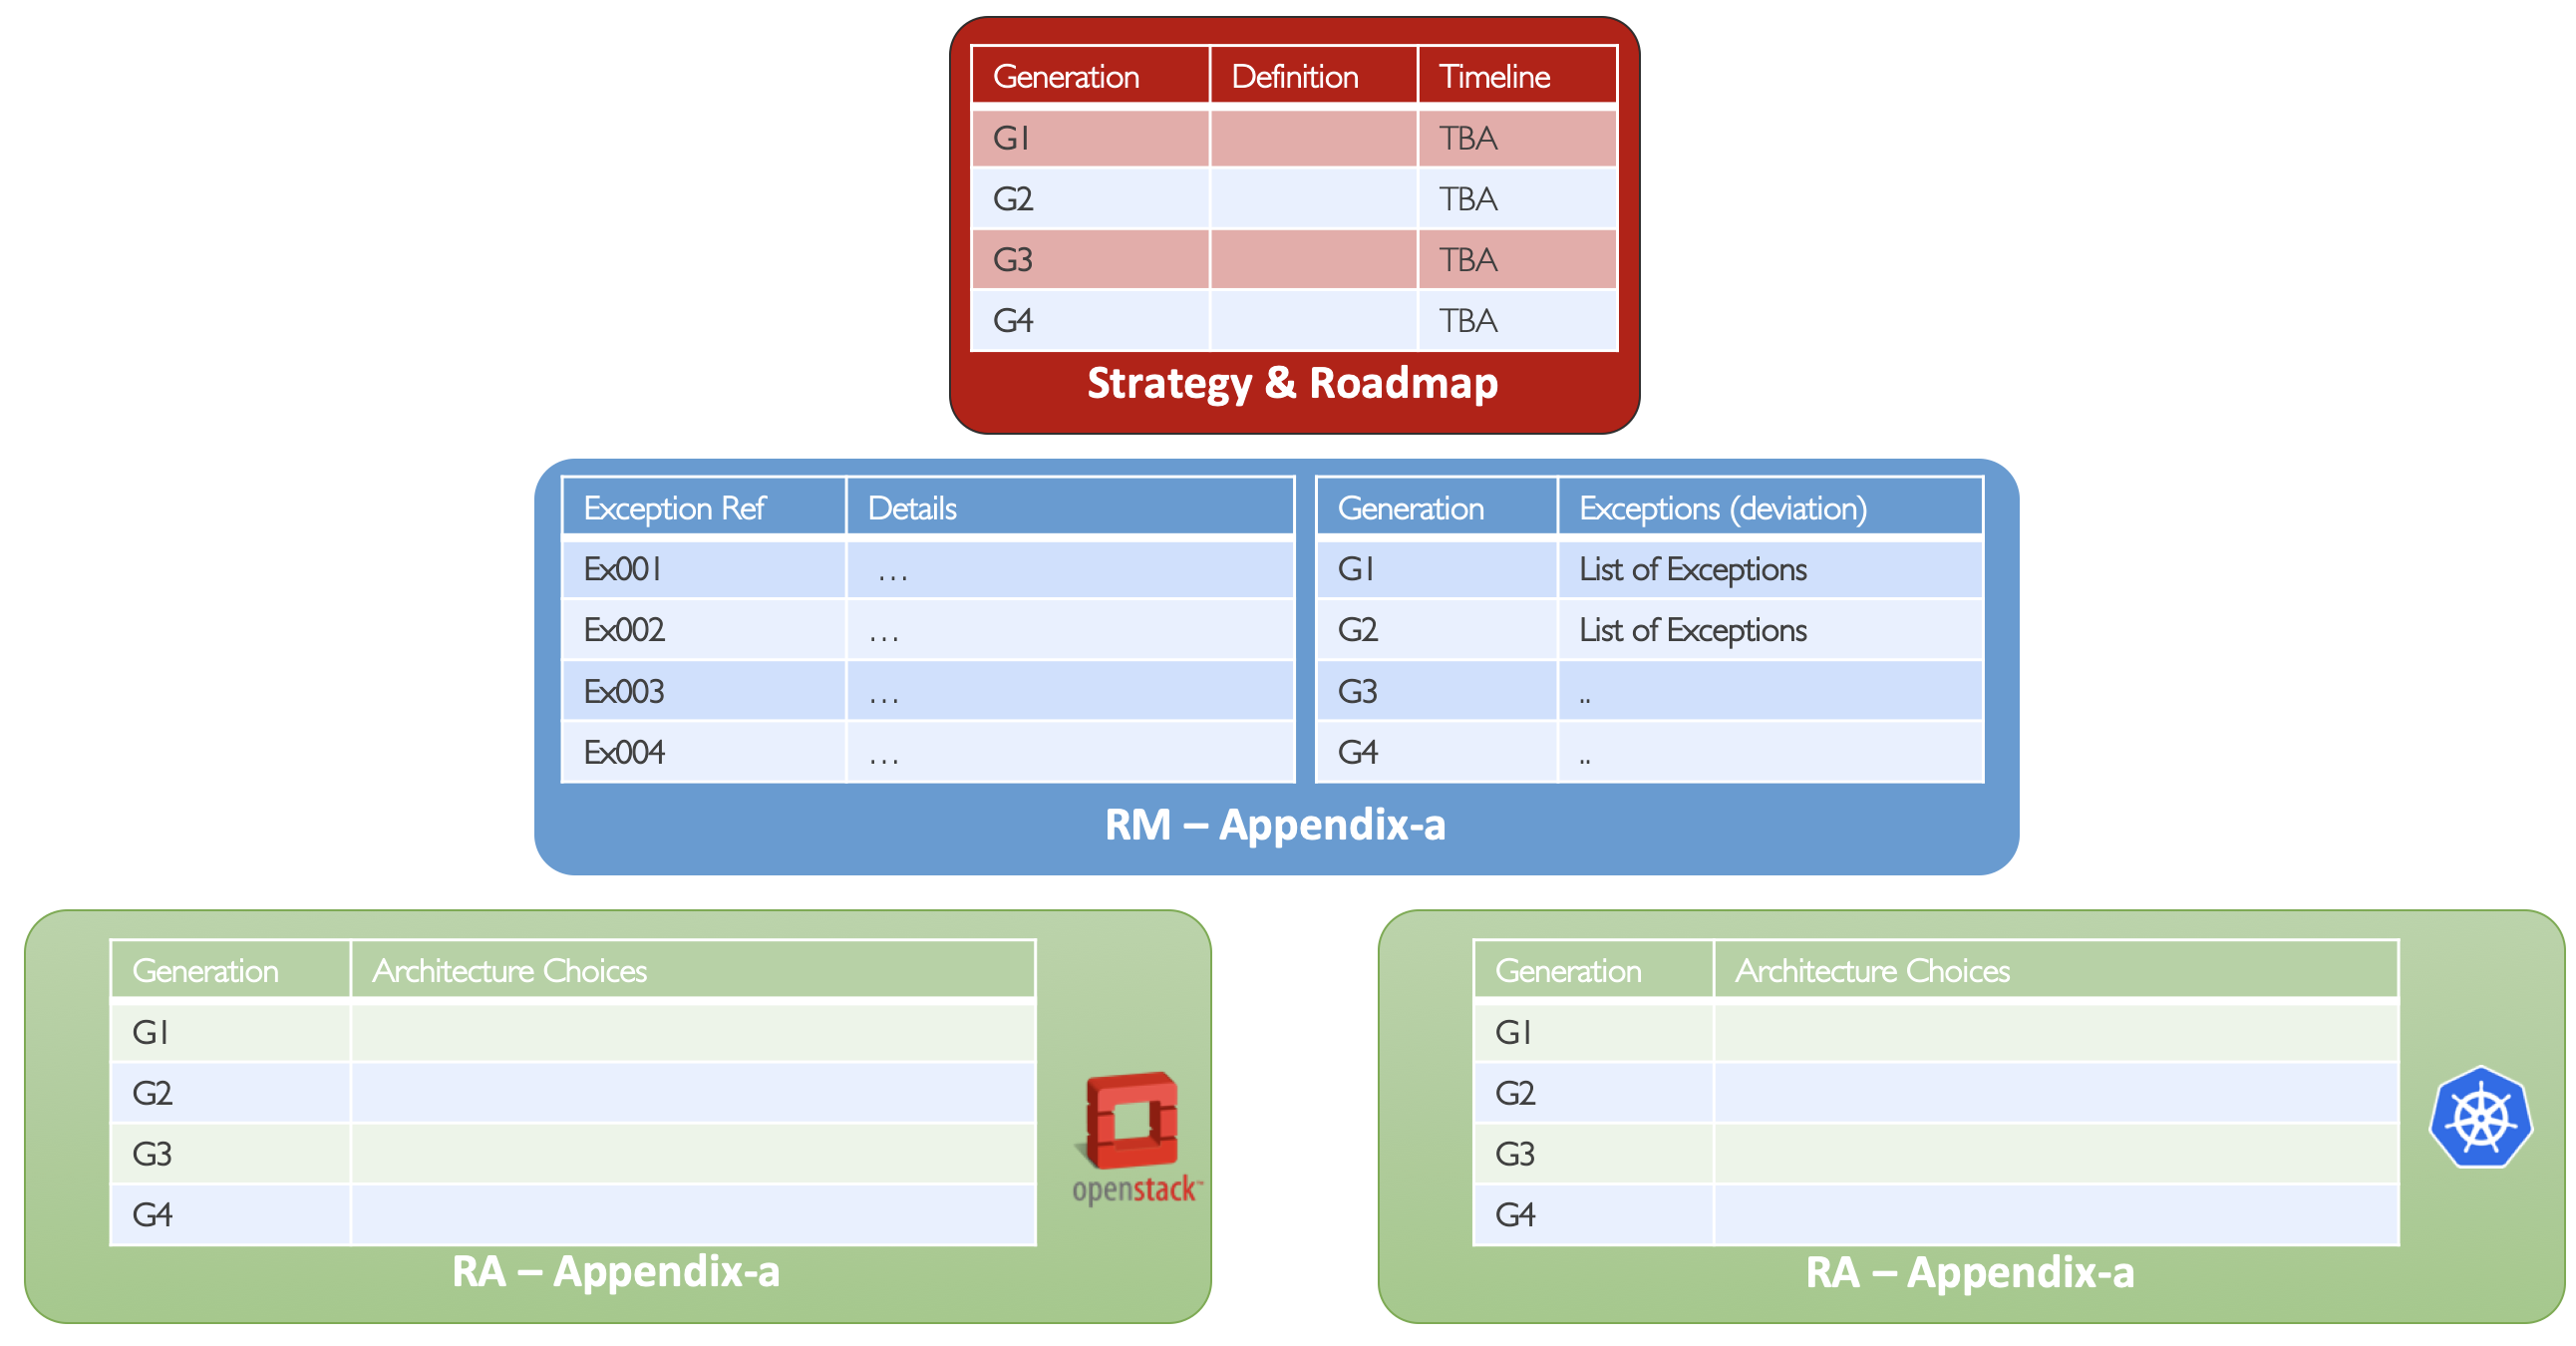 Generation Definition Timeline
G1 TBA
G2 TBA
G3 TBA
G4 TBA
Strategy & Roadmap
Exception Ref Details
Ex001 …
Ex002 …
Ex003 …
Ex004 …
Generation Exceptions (deviation)
G1 List of Exceptions
G2 List of Exceptions
G3 ..
G4 ..
RM – Appendix-a
Generation Architecture Choices
G1
G2
G3
G4
openstack™
RA – Appendix-a
Generation Architecture Choices
G1
G2
G3
G4
RA – Appendix-a